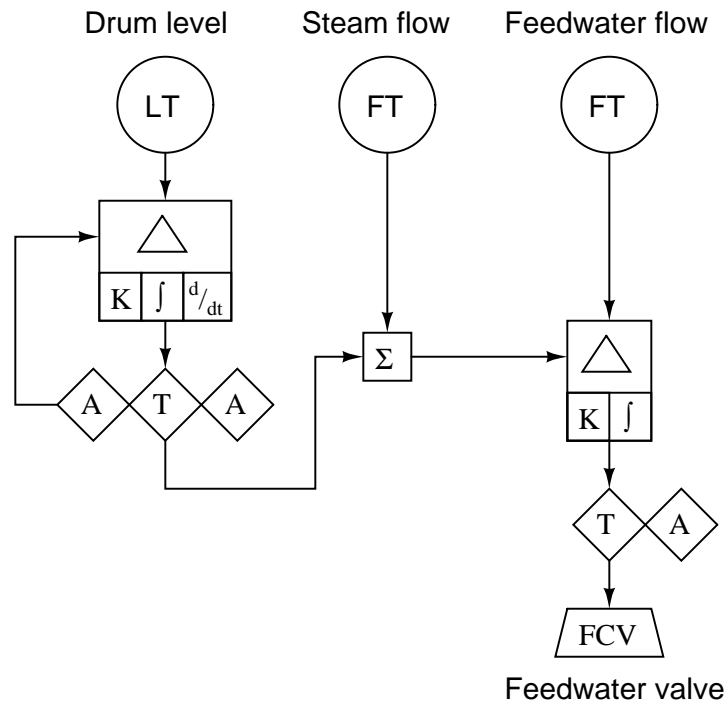 Drum level Steam flow Feedwater flow
LT FT FT
K ∫ d/dt
Σ
A T A
K ∫
T A
FCV
Feedwater valve